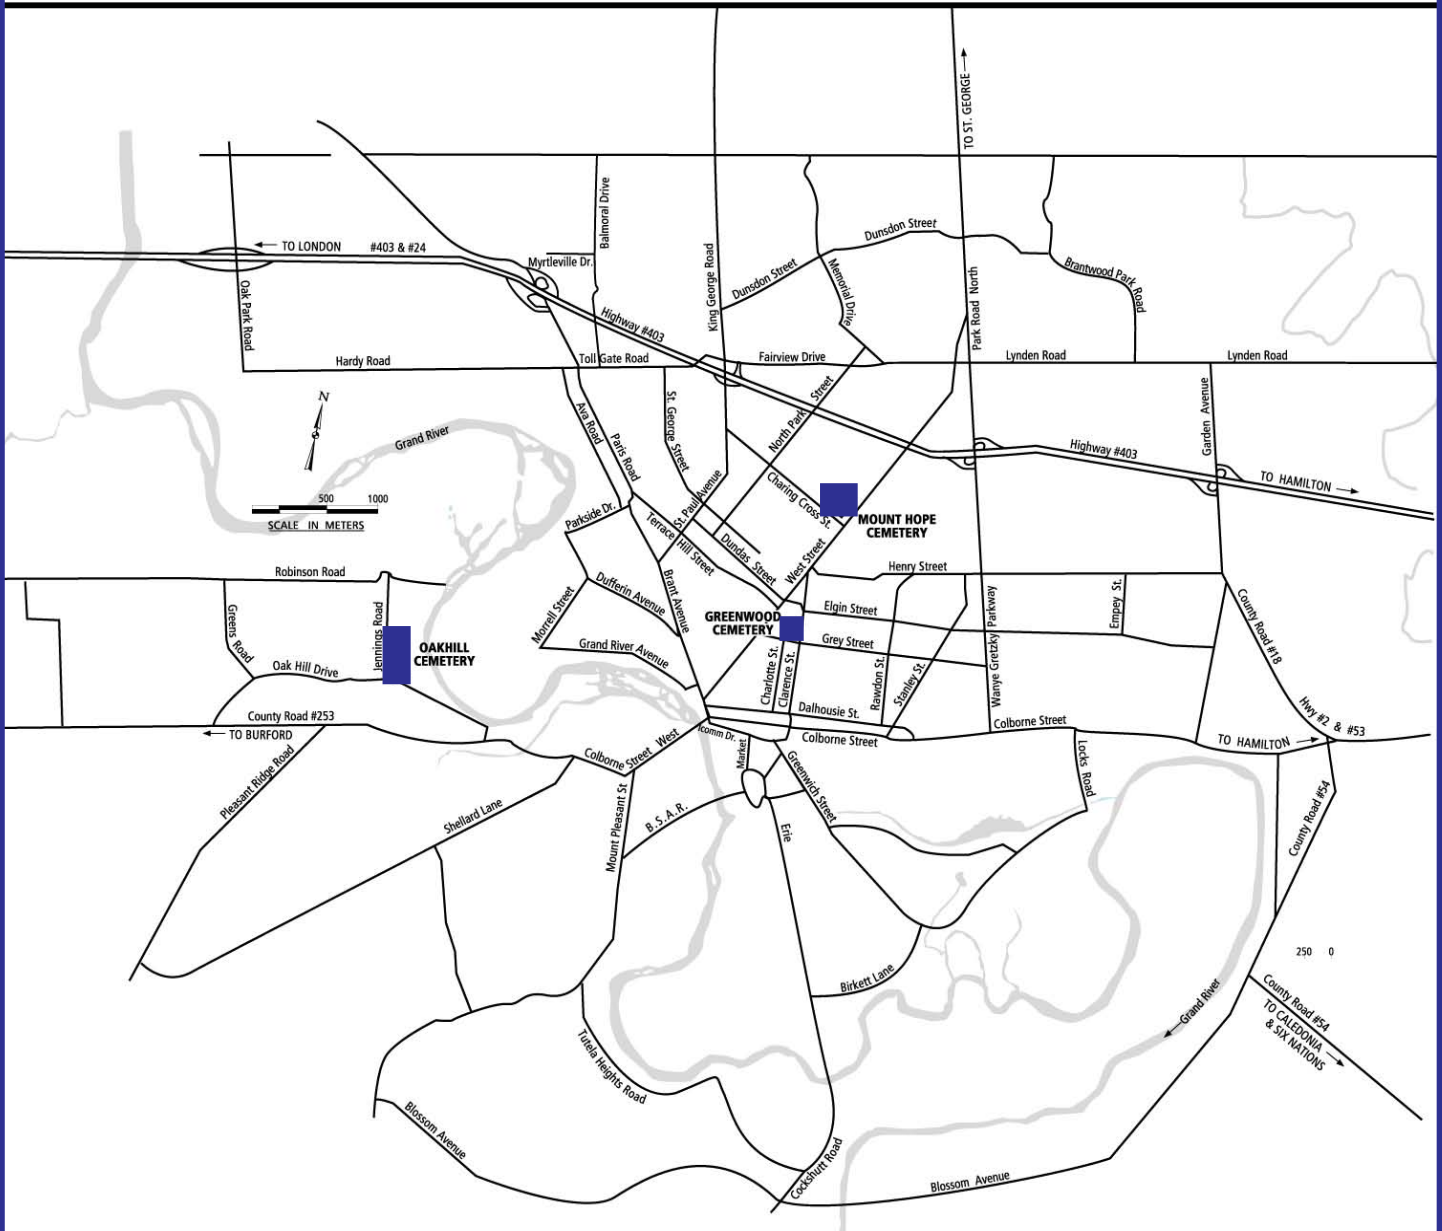 TO ST. GEORGE
Balmoral Drive
Dunsdon Street
TO LONDON
#403 & #24
Myrtleville Dr.
King George Road
Dunsdon Street
Memorial Drive
Park Road North
Brantwood Park
Road
Oak Park Road
Highway #403
Hardy Road
Toll Gate Road
Fairview Drive
Lynden Road
Lynden Road
N
Grand River
Ava Road
Paris Road
St. George Street
North Park Street
Garden Avenue
Highway #403
TO HAMILTON
500 1000
SCALE IN METERS
Parkside Dr.
St. Paul Avenue
Charing Cross St.
MOUNT HOPE
CEMETERY
Terrace Hill Street
Dundas Street
West Street
Henry Street
Robinson Road
Greens Road
Jennings Road
OAKHILL
CEMETERY
Oak Hill Drive
Morrell Street
Dufferin Avenue
Brant Avenue
Grand River Avenue
GREENWOOD
CEMETERY
Elgin Street
Grey Street
Empey St.
Charlotte St.
Clarence St.
Rawdon St.
Stanley St.
Wanye Gretzky Parkway
County Road #18
Hwy #2 & #53
County Road #253
TO BURFORD
Dalhousie St.
Colborne Street
Colborne Street
TO HAMILTON
Colborne Street West
Icomm Dr.
Market
Pleasant Ridge Road
Shellard Lane
Mount Pleasant St
B.S.A.R.
Erie
Greenwich Street
Locks Road
County Road #54
250 0
Birkett Lane
Grand River
County Road #54
TO CALEDONIA
& SIX NATIONS
Tutela Heights Road
Blossom Avenue
Cockshutt Road
Blossom Avenue